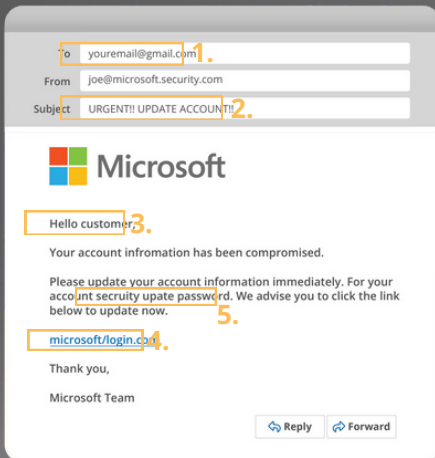 To youremail@gmail.com 1.
From joe@microsoft.security.com
Subject URGENT!! UPDATE ACCOUNT!! 2.
Microsoft
Hello customer, 3.
Your account infromation has been compromised.
Please update your account information immediately. For your
account secruity upate password. We advise you to click the link
below to update now. 5.
microsoft/login.com 4.
Thank you,
Microsoft Team
Reply Forward